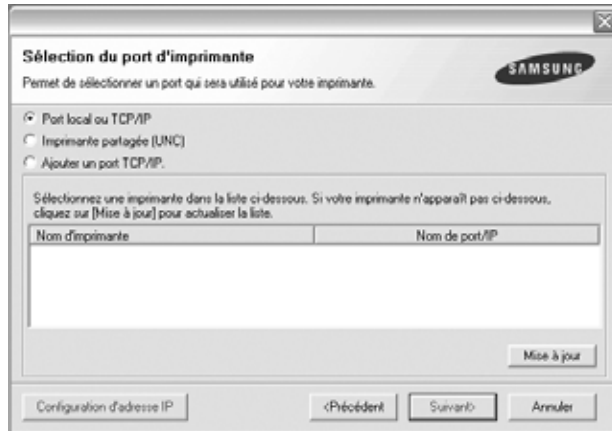 Sélection du port d'imprimante
Permet de sélectionner un port qui sera utilisé pour votre imprimante.
SAMSUNG
Port local ou TCP/IP
Imprimante partagée (UNC)
Ajouter un port TCP/IP.
Sélectionnez une imprimante dans la liste ci-dessous. Si votre imprimante n'apparaît pas ci-dessous,
cliquez sur [Mise à jour] pour actualiser la liste.
Nom d'imprimante Nom de port/IP
Mise à jour
Configuration d'adresse IP <Précédent Suivant> Annuler